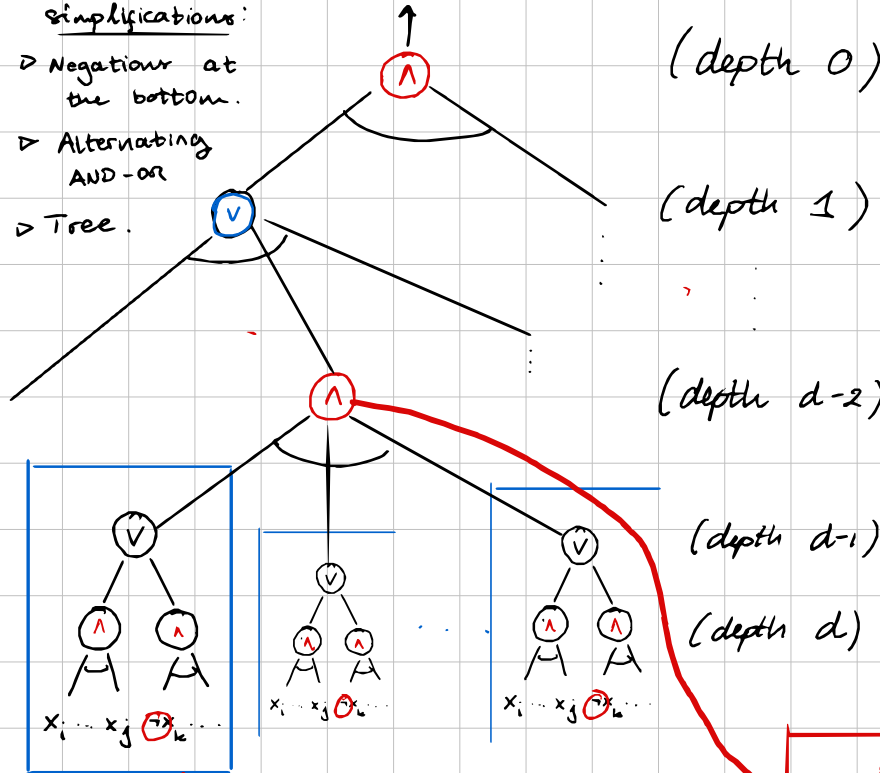 simplifications:
▷ Negations at
the bottom.
▷ Alternating
AND-OR
▷ Tree.
∧
(depth 0)
∨
(depth 1)
∧
(depth d-2)
∨ ∨ ∨
(depth d-1)
∧ ∧ ∧ ∧ ∧ ∧
(depth d)
x_i ... x_j ¬x_k ... x_i ... x_j ¬x_k ... x_i ... x_j ¬x_k ...